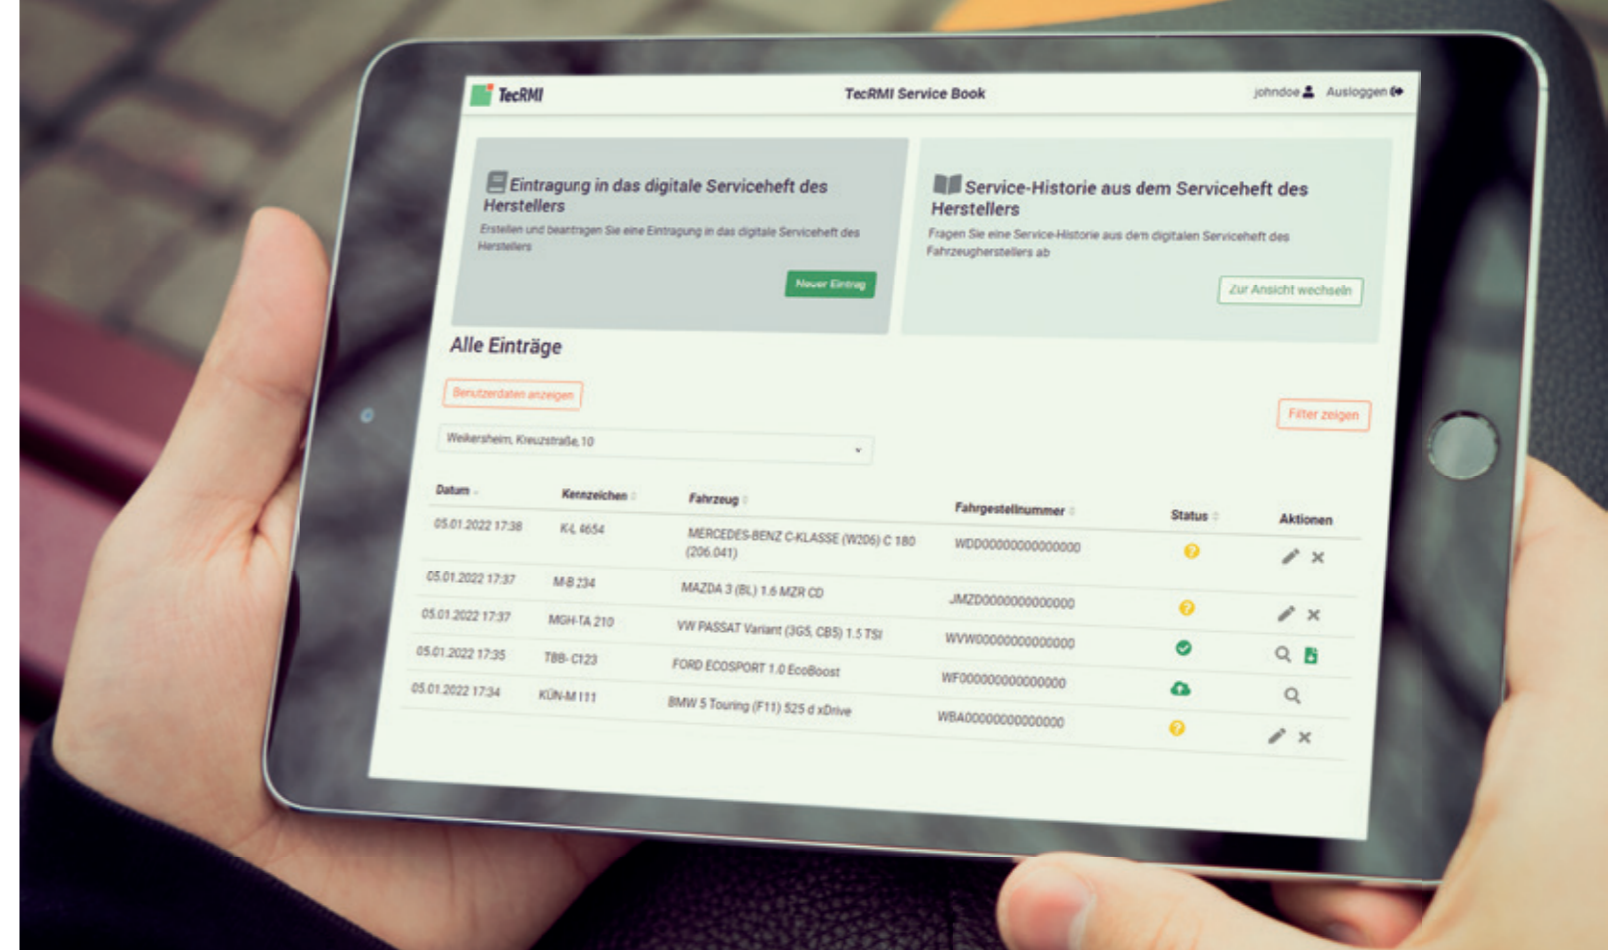 TecRMI
TecRMI Service Book
johndoe Ausloggen
Eintragung in das digitale Serviceheft des
Herstellers
Erstellen und beantragen Sie eine Eintragung in das digitale Serviceheft des
Herstellers
Neuer Eintrag
Service-Historie aus dem Serviceheft des
Herstellers
Fragen Sie eine Service-Historie aus dem digitalen Serviceheft des
Fahrzeugherstellers ab
Zur Ansicht wechseln
Alle Einträge
Benutzerdaten anzeigen
Filter zeigen
Weikersheim, Kreuzstraße, 10
Datum Kennzeichen Fahrzeug Fahrgestellnummer Status Aktionen
05.01.2022 17:38 K-L 4654 MERCEDES-BENZ C-KLASSE (W206) C 180 WDD00000000000000
(206.041)
05.01.2022 17:37 M-B 234 MAZDA 3 (BL) 1.6 MZR CD JMZD0000000000000
05.01.2022 17:37 MGH-TA 210 VW PASSAT Variant (3G5, CB5) 1.5 TSI WVW00000000000000
05.01.2022 17:35 TBB- C123 FORD ECOSPORT 1.0 EcoBoost WF000000000000000
05.01.2022 17:34 KÜN-M 111 BMW 5 Touring (F11) 525 d xDrive WBA00000000000000